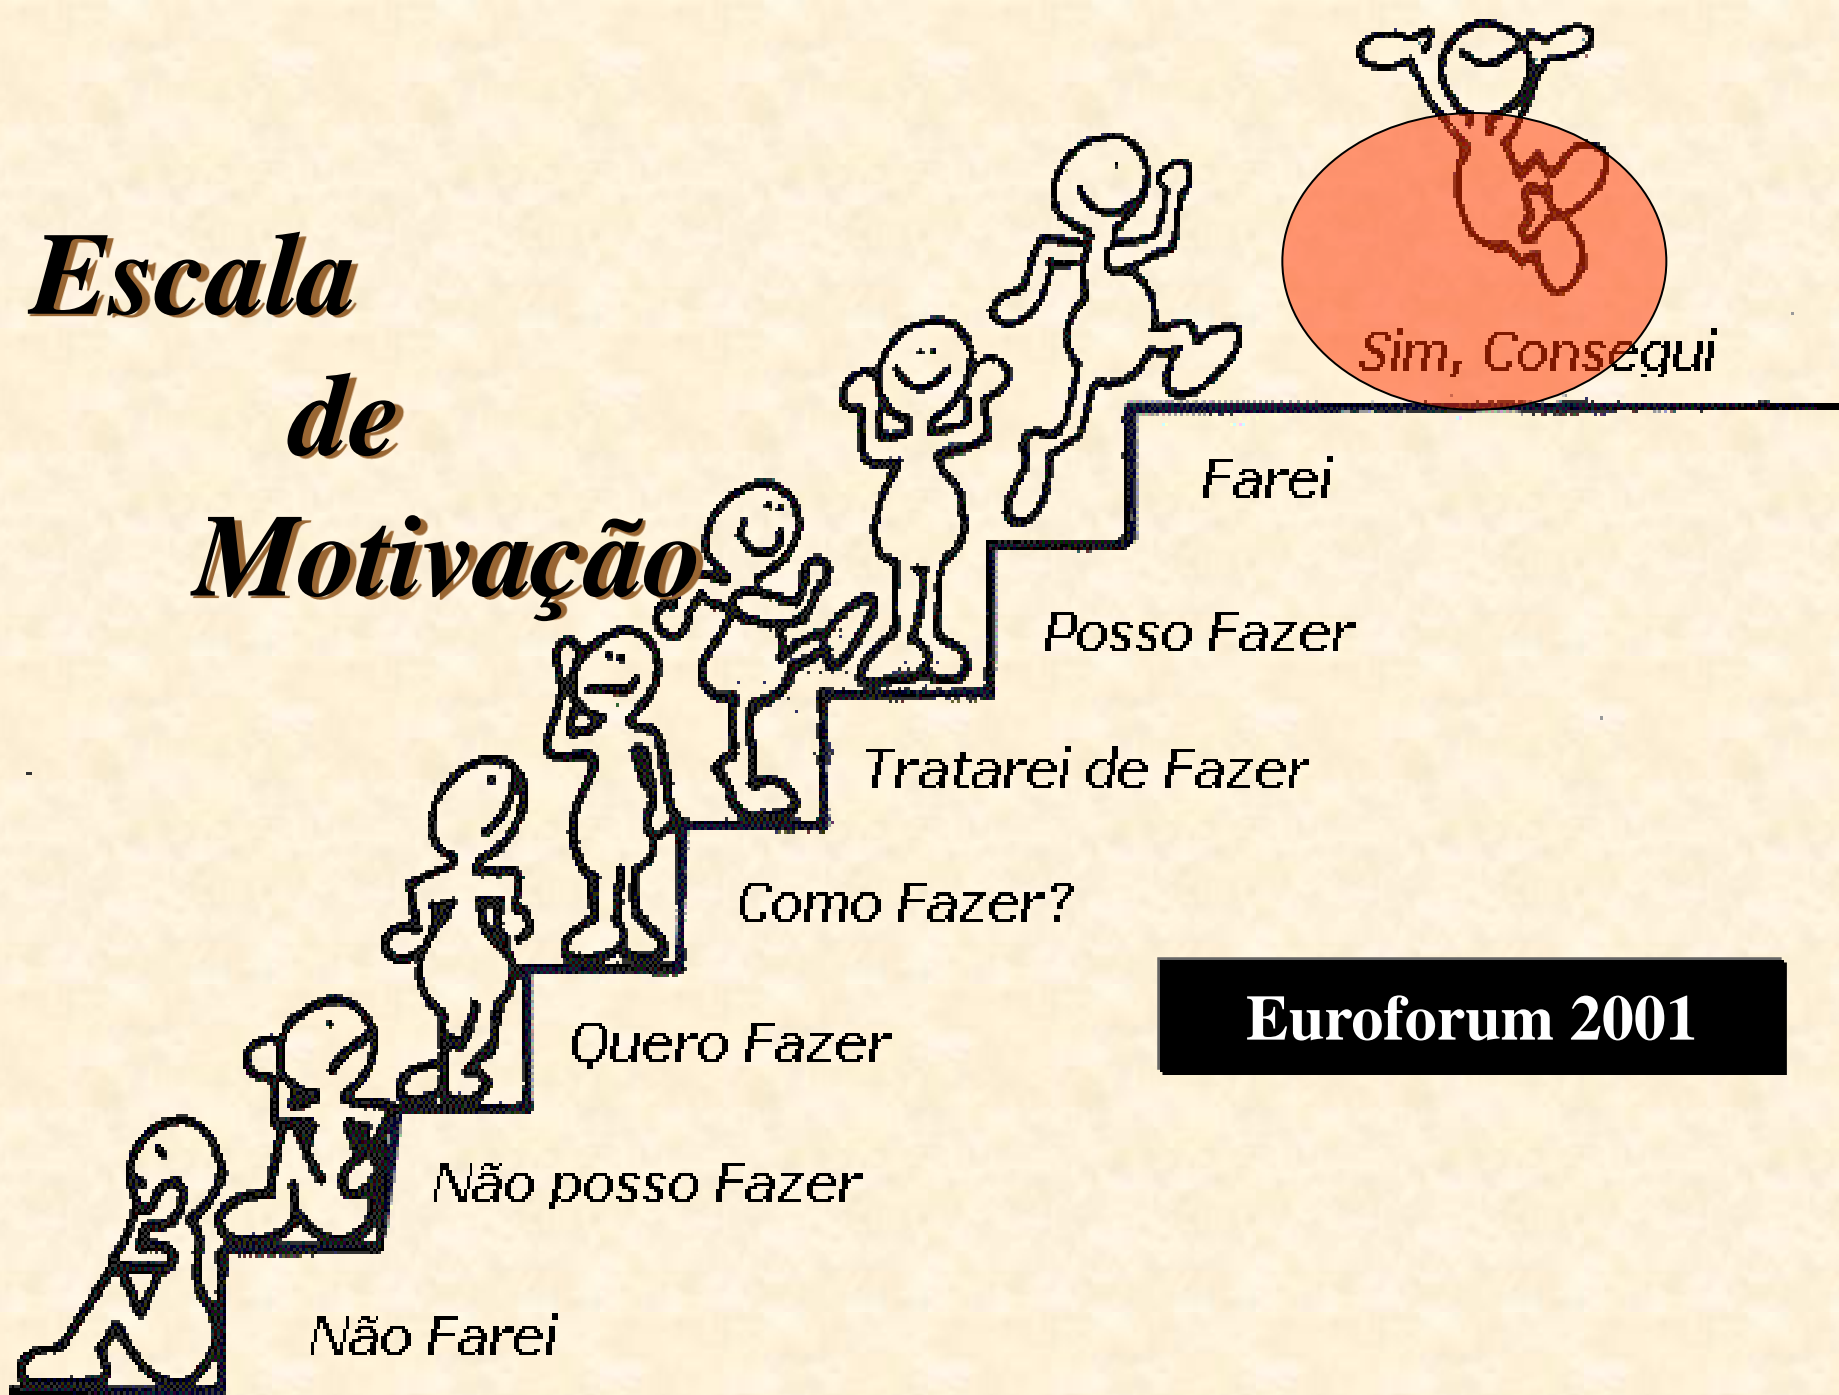 Escala
de
Motivação
Sim, Consegui
Farei
Posso Fazer
Tratarei de Fazer
Como Fazer?
Euroforum 2001
Quero Fazer
Não posso Fazer
Não Farei